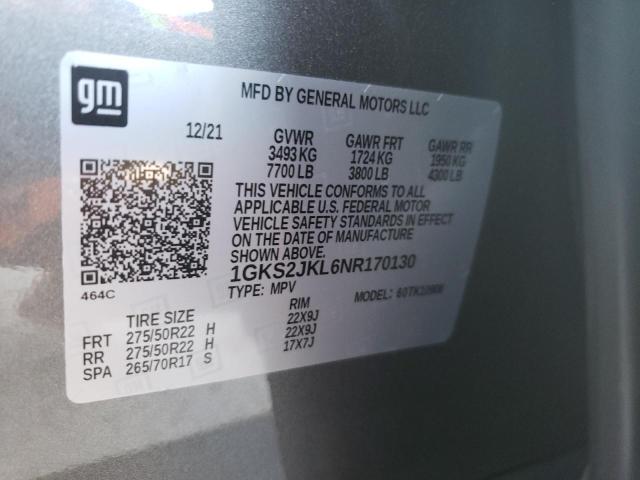 gm
MFD BY GENERAL MOTORS LLC
12/21 GVWR GAWR FRT GAWR RR
3493 KG 1724 KG 1950 KG
7700 LB 3800 LB 4300 LB
THIS VEHICLE CONFORMS TO ALL
APPLICABLE U.S. FEDERAL MOTOR
VEHICLE SAFETY STANDARDS IN EFFECT
ON THE DATE OF MANUFACTURE
SHOWN ABOVE.
1GKS2JKL6NR170130
464C
TYPE: MPV MODEL:
TIRE SIZE RIM
FRT 275/50R22 H 22X9J
RR 275/50R22 H 22X9J
SPA 265/70R17 S 17X7J